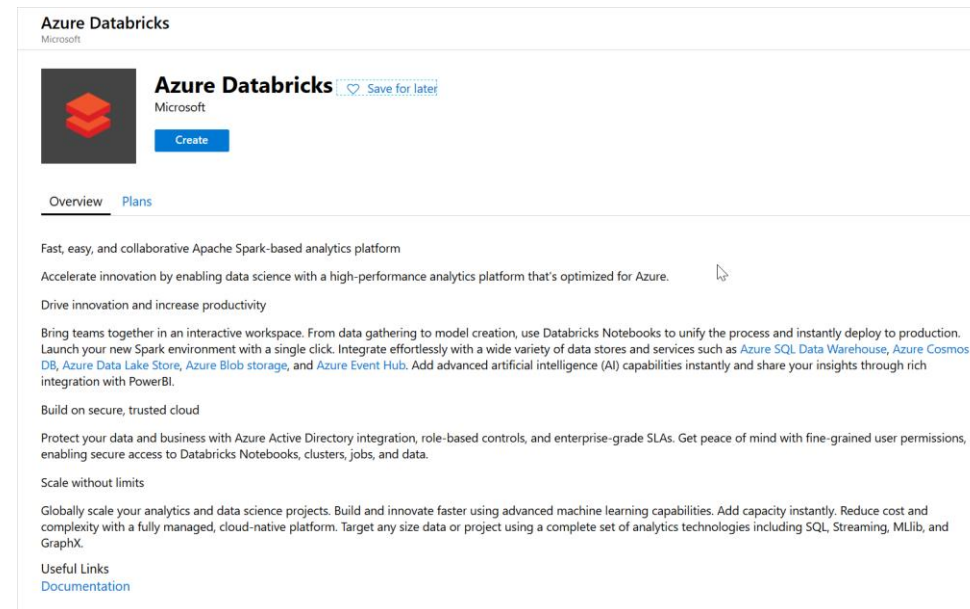 Azure Databricks
Microsoft
Azure Databricks
Save for later
Microsoft
Create
Overview Plans
Fast, easy, and collaborative Apache Spark-based analytics platform
Accelerate innovation by enabling data science with a high-performance analytics platform that's optimized for Azure.
Drive innovation and increase productivity
Bring teams together in an interactive workspace. From data gathering to model creation, use Databricks Notebooks to unify the process and instantly deploy to production.
Launch your new Spark environment with a single click. Integrate effortlessly with a wide variety of data stores and services such as Azure SQL Data Warehouse, Azure Cosmos
DB, Azure Data Lake Store, Azure Blob storage, and Azure Event Hub. Add advanced artificial intelligence (AI) capabilities instantly and share your insights through rich
integration with PowerBI.
Build on secure, trusted cloud
Protect your data and business with Azure Active Directory integration, role-based controls, and enterprise-grade SLAs. Get peace of mind with fine-grained user permissions,
enabling secure access to Databricks Notebooks, clusters, jobs, and data.
Scale without limits
Globally scale your analytics and data science projects. Build and innovate faster using advanced machine learning capabilities. Add capacity instantly. Reduce cost and
complexity with a fully managed, cloud-native platform. Target any size data or project using a complete set of analytics technologies including SQL, Streaming, MLlib, and
GraphX.
Useful Links
Documentation